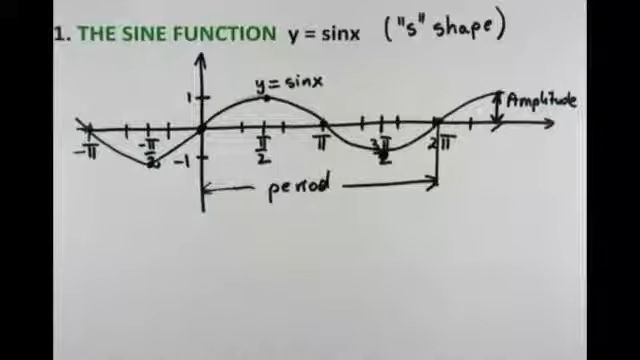 1. THE SINE FUNCTION y = sinx ("s" shape)
y = sinx
1
Amplitude
-π -π/2 π/2 π 3π/2 2π
-1
period